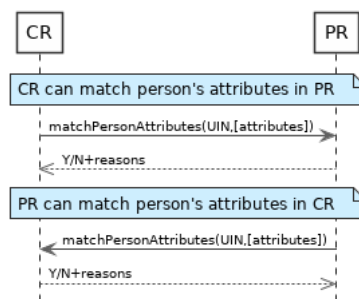 CR PR
CR can match person's attributes in PR
matchPersonAttributes(UIN,[attributes])
Y/N+reasons
PR can match person's attributes in CR
matchPersonAttributes(UIN,[attributes])
Y/N+reasons